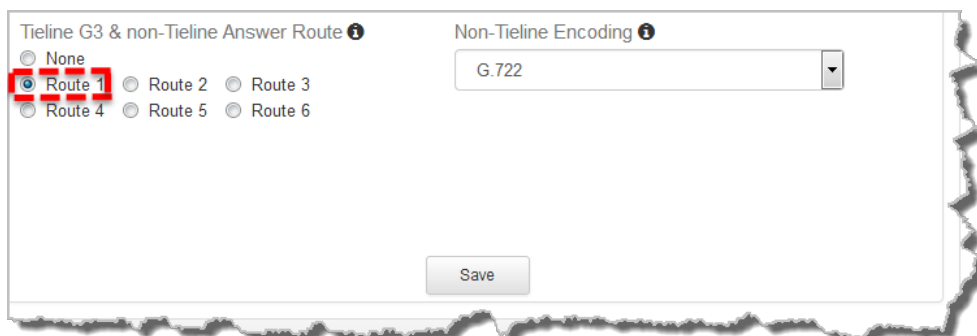 Tieline G3 & non-Tieline Answer Route Non-Tieline Encoding
None
G.722
Route 1 Route 2 Route 3
Route 4 Route 5 Route 6
Save